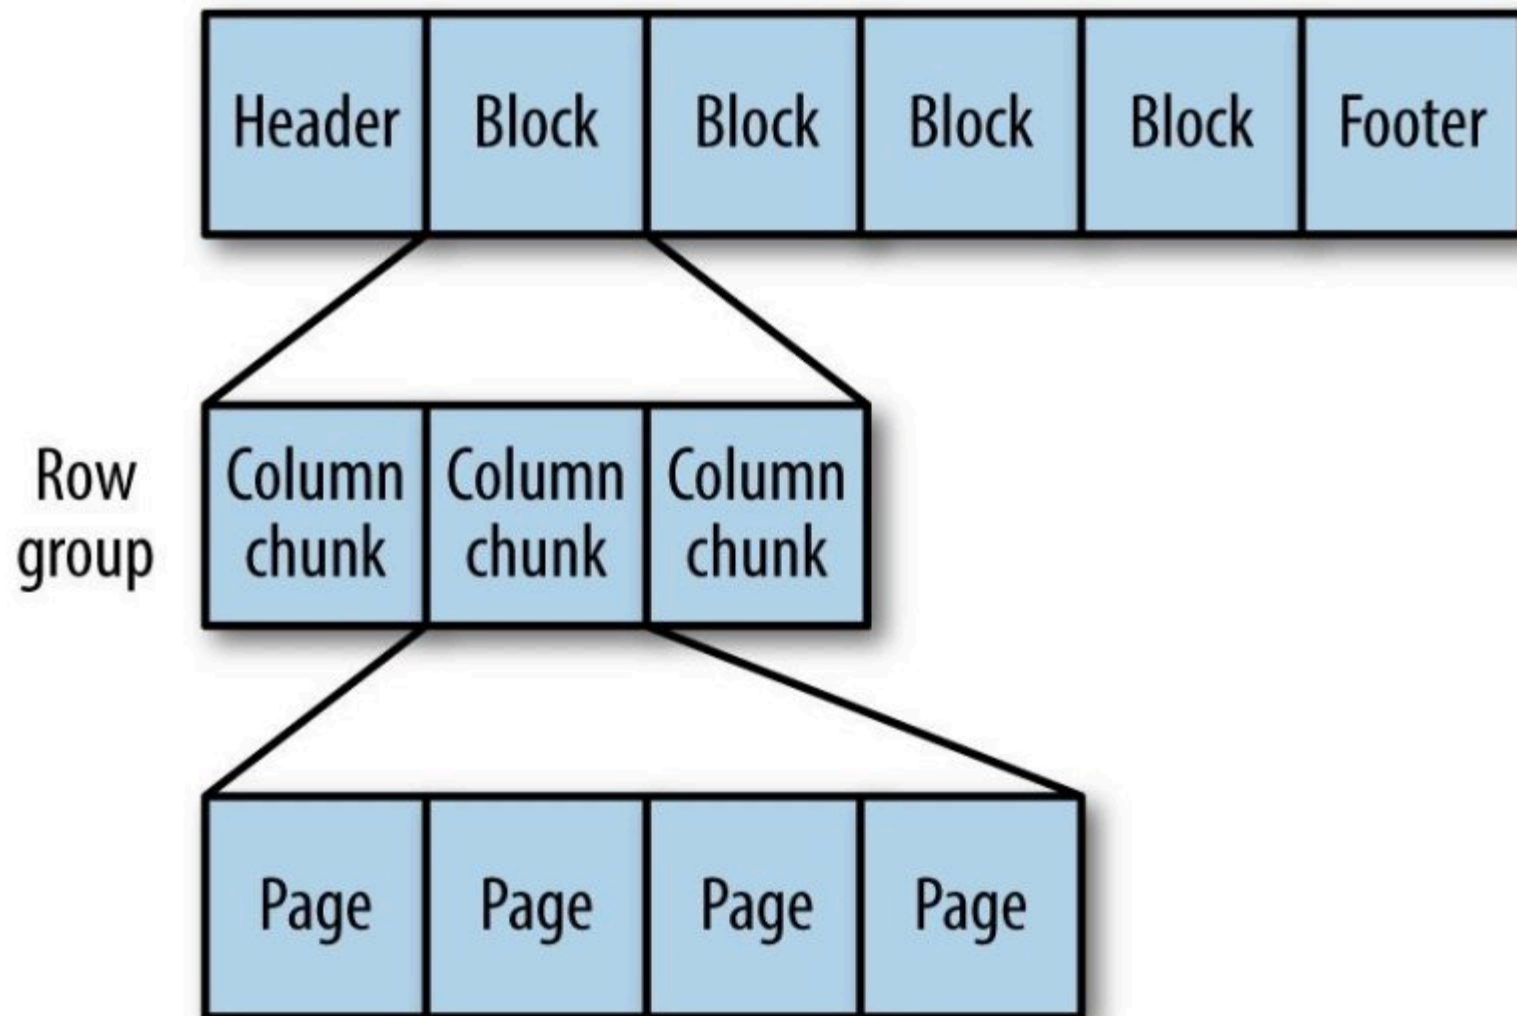 Header Block Block Block Block Footer
Row group
Column chunk Column chunk Column chunk
Page Page Page Page